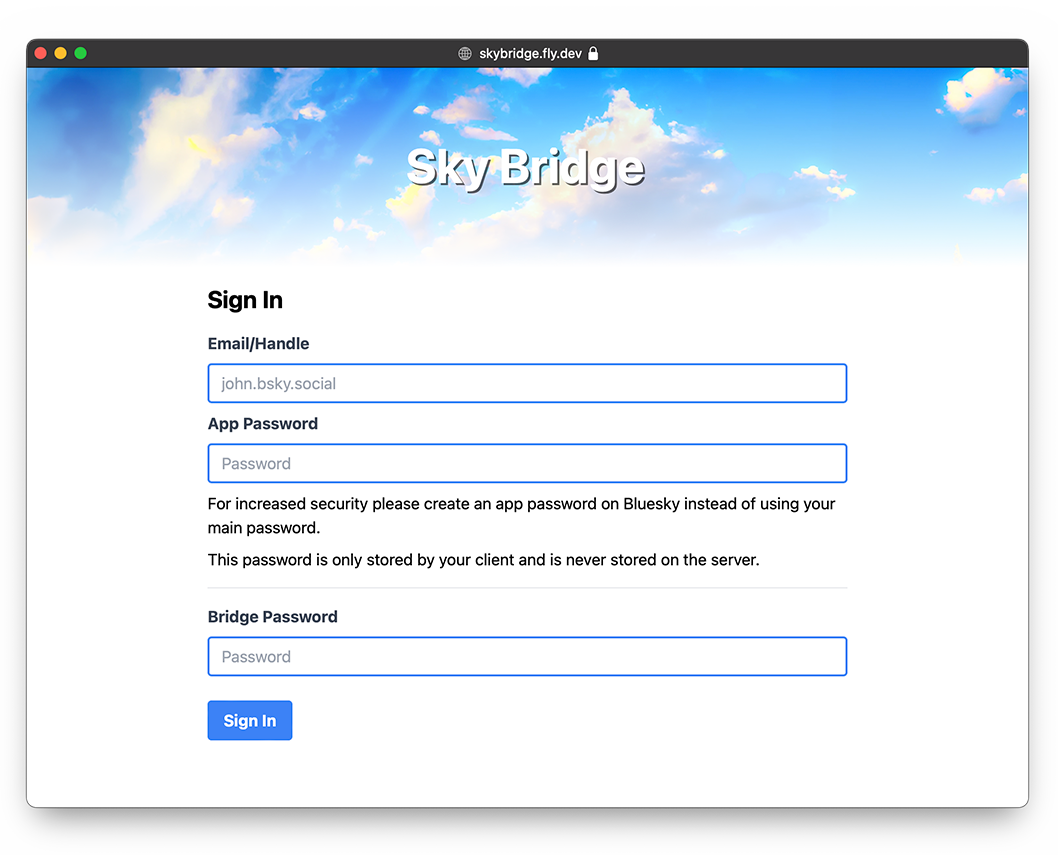 skybridge.fly.dev
Sky Bridge
Sign In
Email/Handle
john.bsky.social
App Password
Password
For increased security please create an app password on Bluesky instead of using your
main password.
This password is only stored by your client and is never stored on the server.
Bridge Password
Password
Sign In